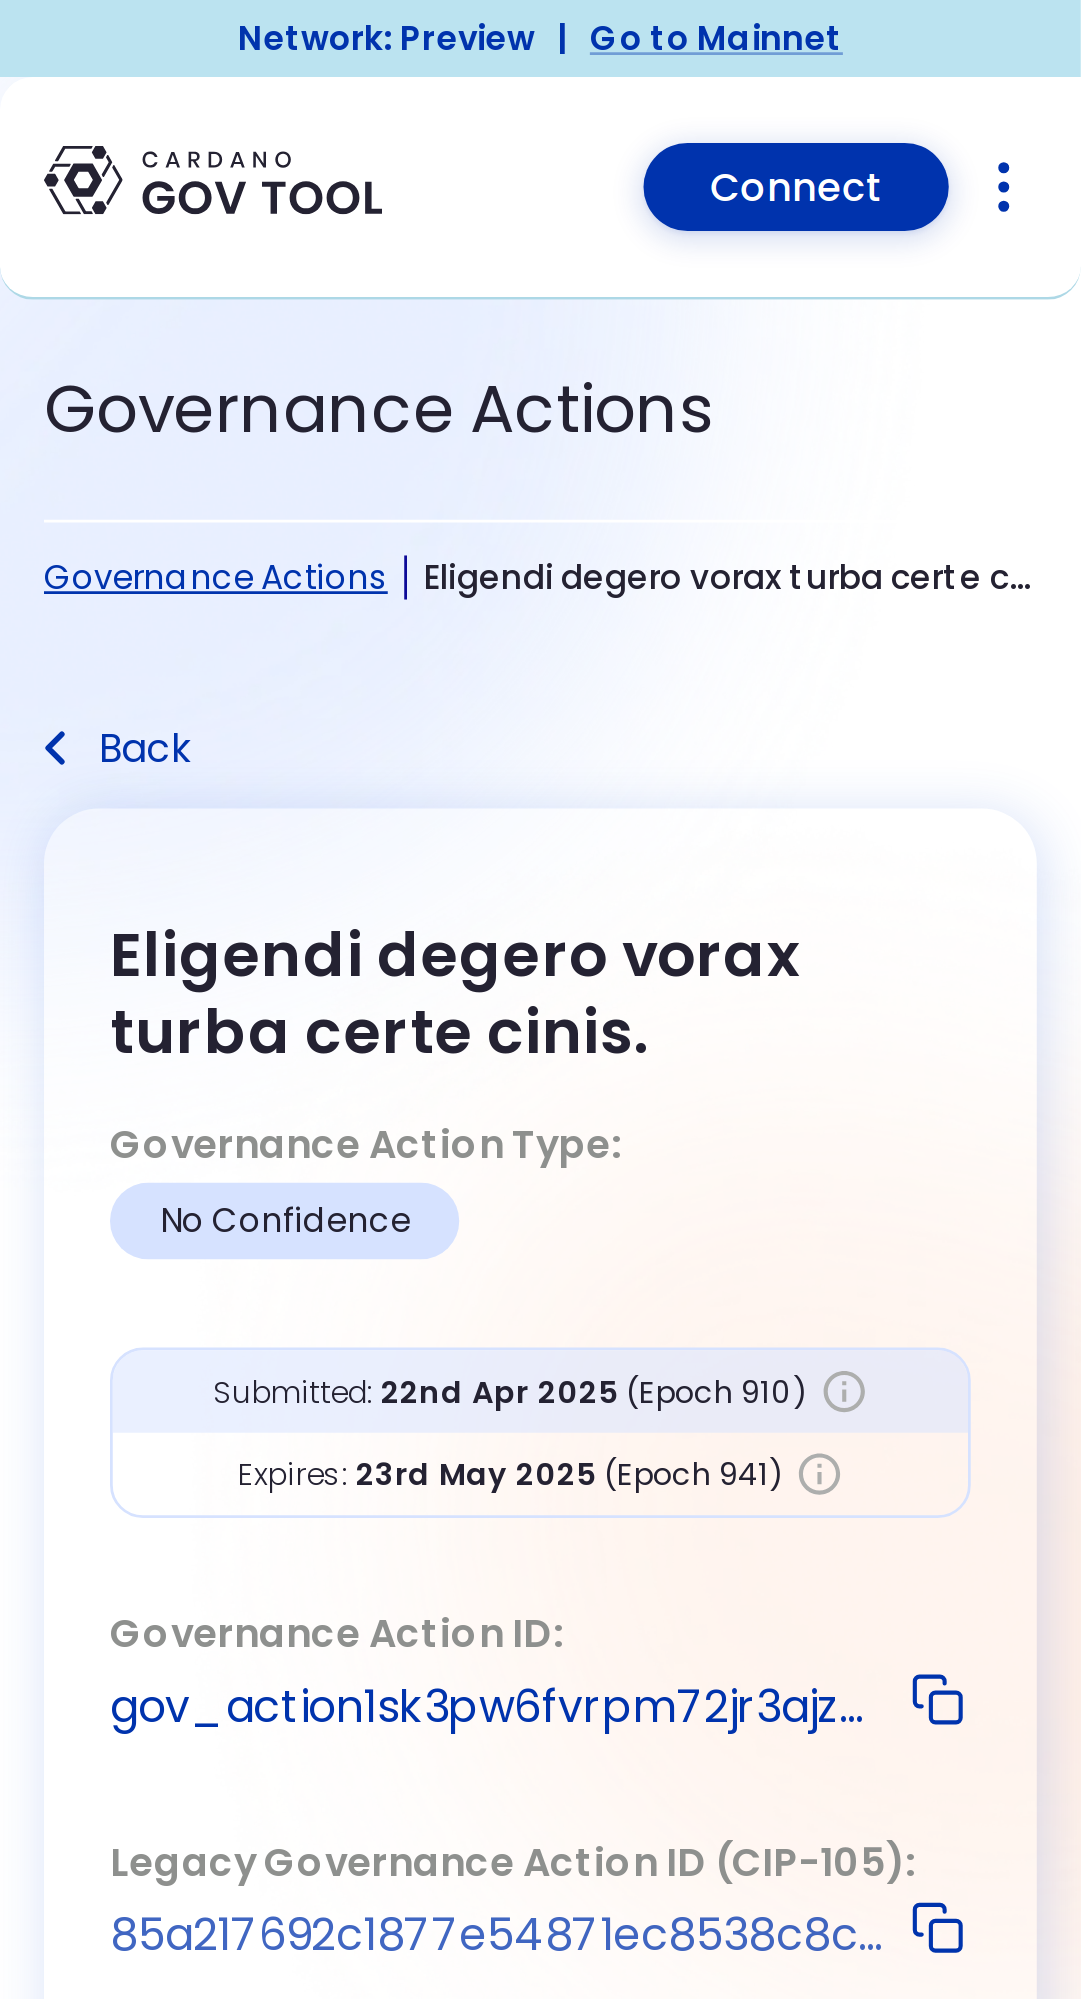 Network: Preview | Go to Mainnet
CARDANO
GOV TOOL
Connect
Governance Actions
Governance Actions | Eligendi degero vorax turba certe c...
Back
Eligendi degero vorax
turba certe cinis.
Governance Action Type:
No Confidence
Submitted: 22nd Apr 2025 (Epoch 910)
Expires: 23rd May 2025 (Epoch 941)
Governance Action ID:
gov_action1sk3pw6fvrpm72jr3ajz...
Legacy Governance Action ID (CIP-105):
85a217692c1877e54871ec8538c8c...